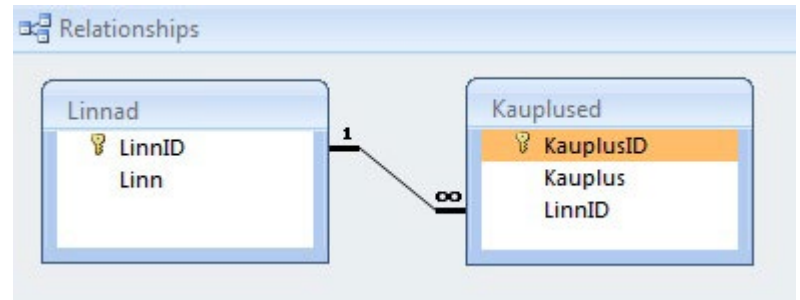 Relationships
Linnad
LinnID
Linn
1
∞
Kauplused
KauplusID
Kauplus
LinnID